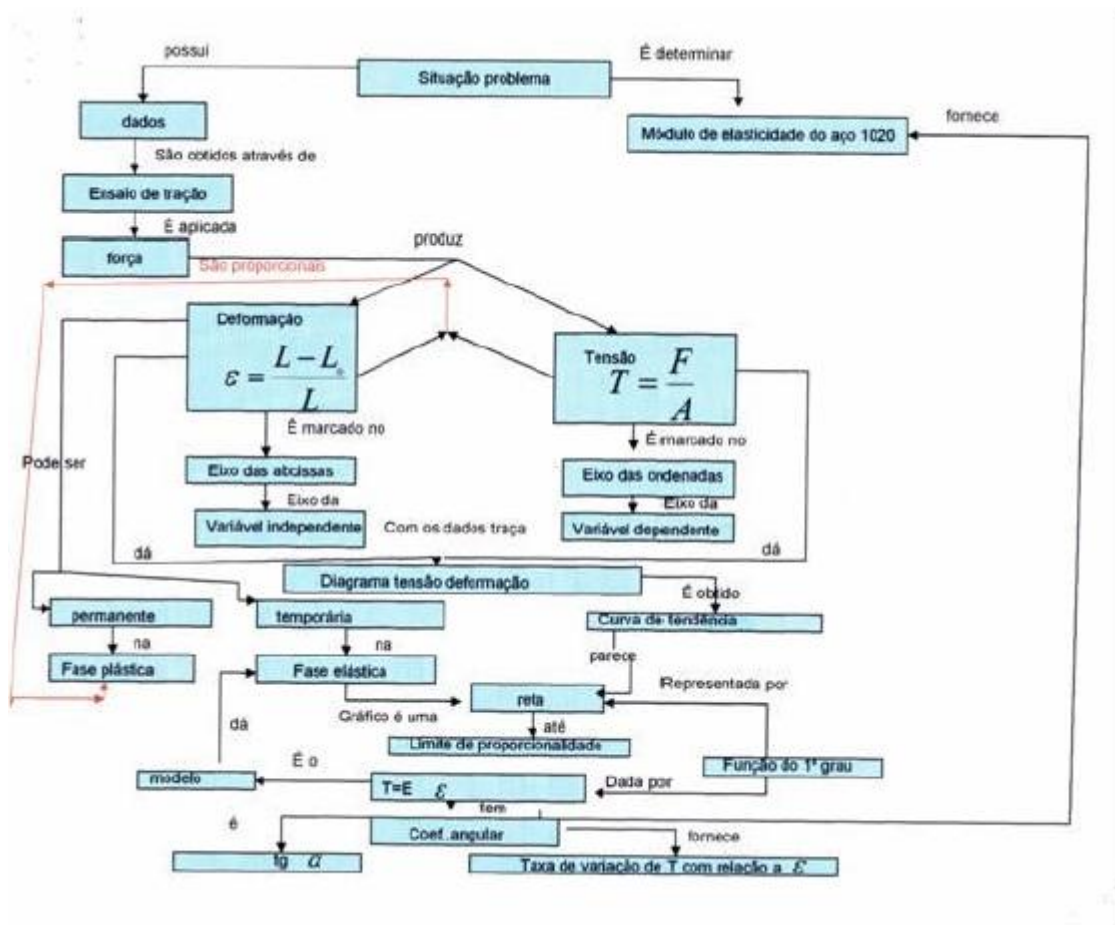 possui
É determinar
Situação problema
dados
Módulo de elasticidade do aço 1020
fornece
São obtidos através de
Ensaio de tração
É aplicada
força
produz
São proporcionais
Deformação
ε = L − L₀ / L
Tensão
T = F / A
É marcado no
É marcado no
Pode ser
Eixo das abcissas
Eixo das ordenadas
Eixo da
Eixo da
Variável independente
Com os dados traça
Variável dependente
dá
dá
Diagrama tensão deformação
É obtido
permanente
temporária
Curva de tendência
na
na
parece
Fase plástica
Fase elástica
Representada por
reta
Gráfico é uma
dá
até
Limite de proporcionalidade
É o
Função do 1º grau
modelo
T=E ε
Dada por
tem
é
Coef. angular
fornece
tg α
Taxa de variação de T com relação a ε